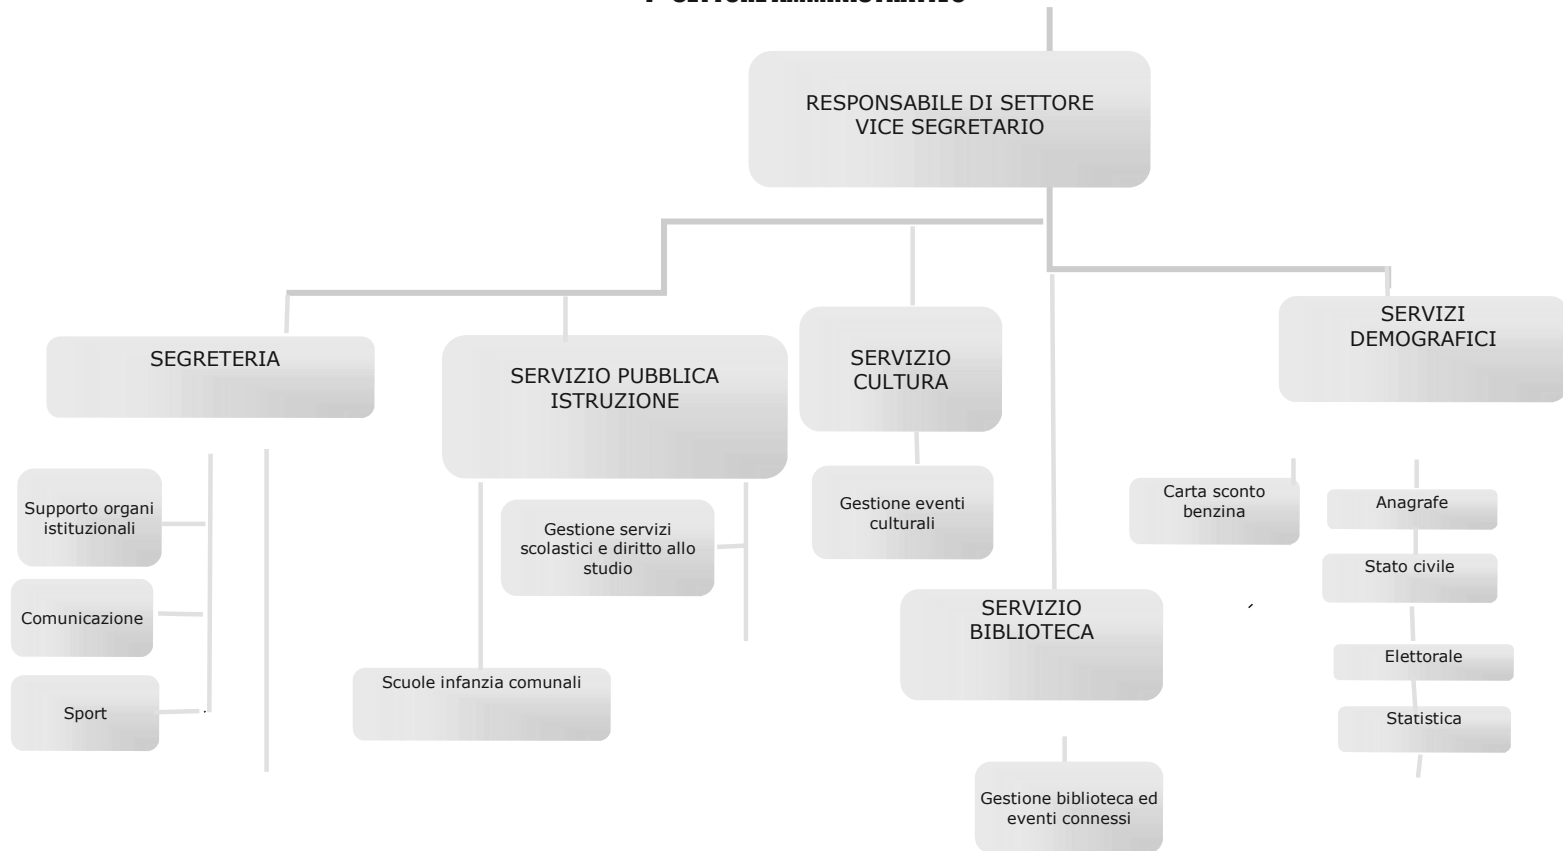 SETTORE AMMINISTRATIVO
RESPONSABILE DI SETTORE
VICE SEGRETARIO
SEGRETERIA
SERVIZIO PUBBLICA
ISTRUZIONE
SERVIZIO
CULTURA
SERVIZI
DEMOGRAFICI
Supporto organi
istituzionali
Comunicazione
Sport
Gestione servizi
scolastici e diritto allo
studio
Scuole infanzia comunali
Gestione eventi
culturali
SERVIZIO
BIBLIOTECA
Gestione biblioteca ed
eventi connessi
Carta sconto
benzina
Anagrafe
Stato civile
Elettorale
Statistica